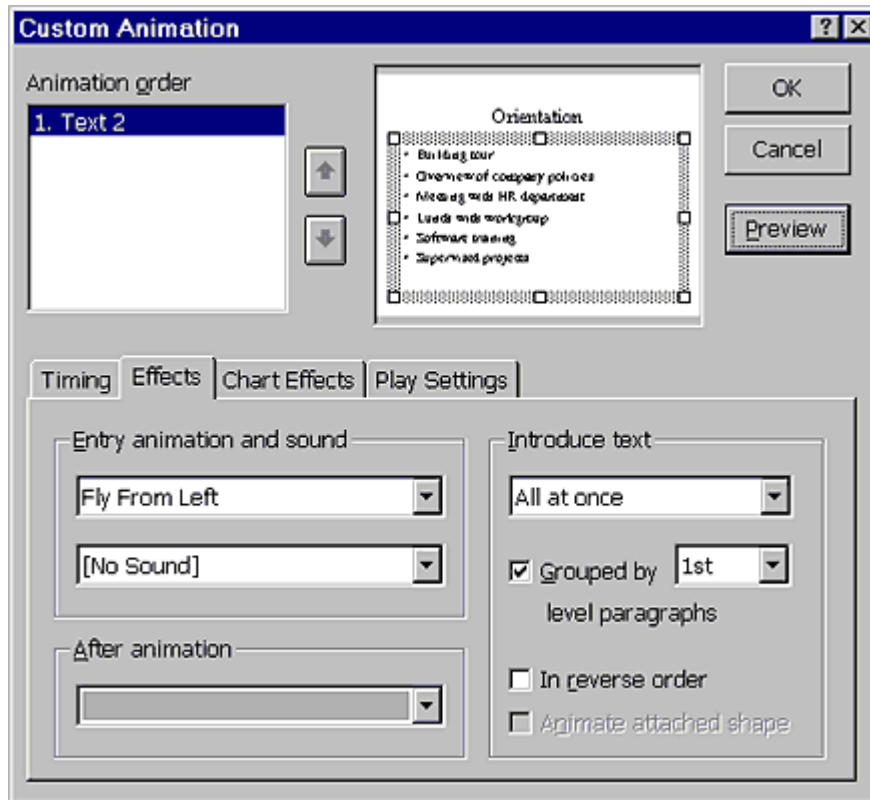 Custom Animation
Animation order
1. Text 2
Orientation
• Building tour
• Overview of company policies
• Meeting with HR department
• Lunch with workgroup
• Software training
• Supervised projects
OK
Cancel
Preview
Timing
Effects
Chart Effects
Play Settings
Entry animation and sound
Fly From Left
[No Sound]
After animation
Introduce text
All at once
Grouped by 1st
level paragraphs
In reverse order
Animate attached shape